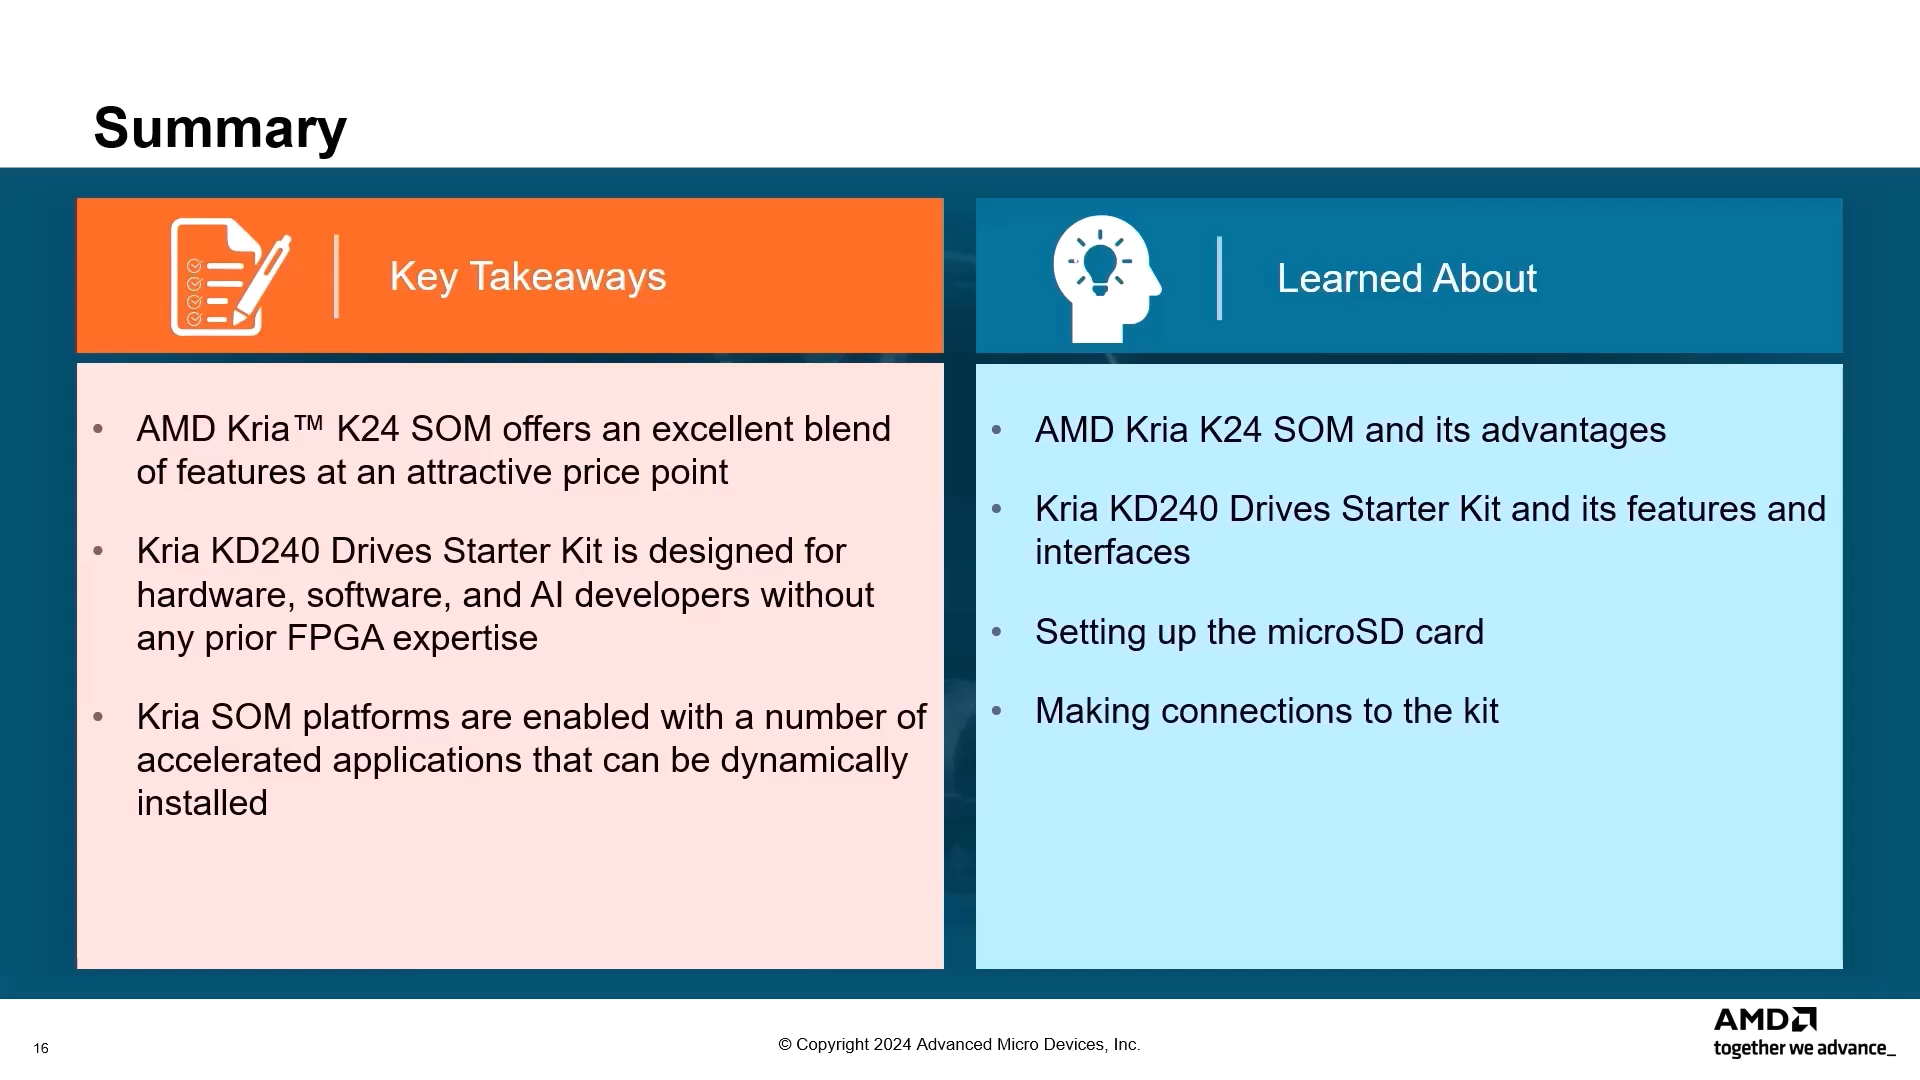 Summary
Key Takeaways
• AMD Kria™ K24 SOM offers an excellent blend
of features at an attractive price point
• Kria KD240 Drives Starter Kit is designed for
hardware, software, and AI developers without
any prior FPGA expertise
• Kria SOM platforms are enabled with a number of
accelerated applications that can be dynamically
installed
Learned About
• AMD Kria K24 SOM and its advantages
• Kria KD240 Drives Starter Kit and its features and
interfaces
• Setting up the microSD card
• Making connections to the kit
16
© Copyright 2024 Advanced Micro Devices, Inc.
AMD
together we advance_